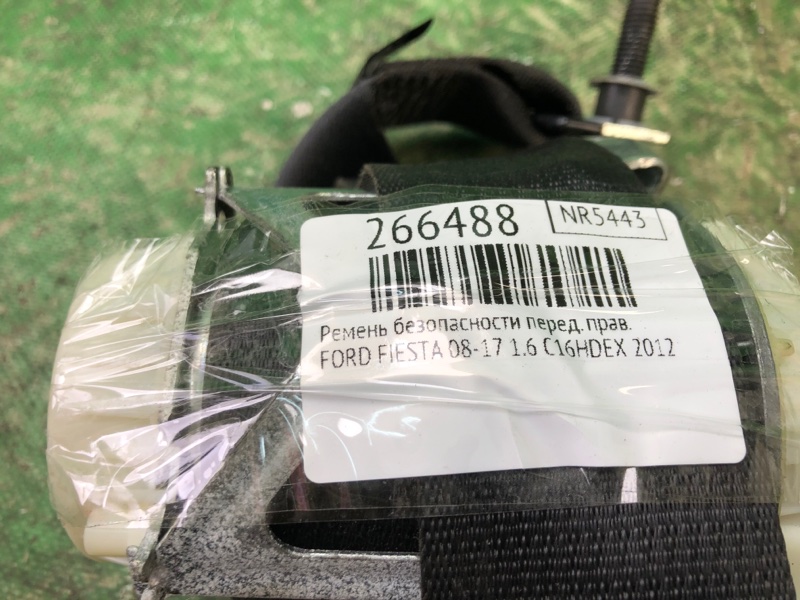 266488
NR5443
Ремень безопасности перед. прав.
FORD FIESTA 08-17 1.6 C16HDEX 2012